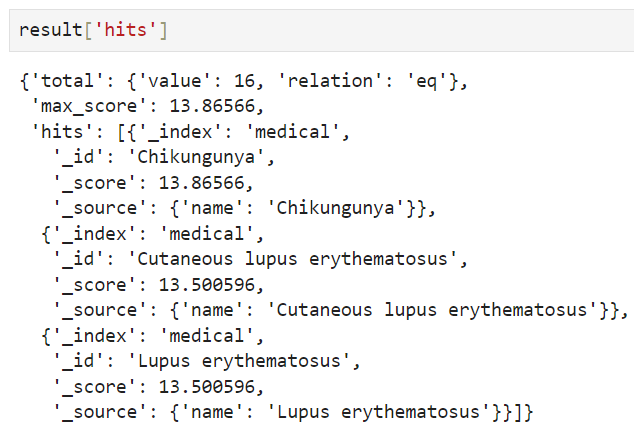 result['hits']
{'total': {'value': 16, 'relation': 'eq'},
'max_score': 13.86566,
'hits': [{'_index': 'medical',
'_id': 'Chikungunya',
'_score': 13.86566,
'_source': {'name': 'Chikungunya'}},
{'_index': 'medical',
'_id': 'Cutaneous lupus erythematosus',
'_score': 13.500596,
'_source': {'name': 'Cutaneous lupus erythematosus'}},
{'_index': 'medical',
'_id': 'Lupus erythematosus',
'_score': 13.500596,
'_source': {'name': 'Lupus erythematosus'}}]}